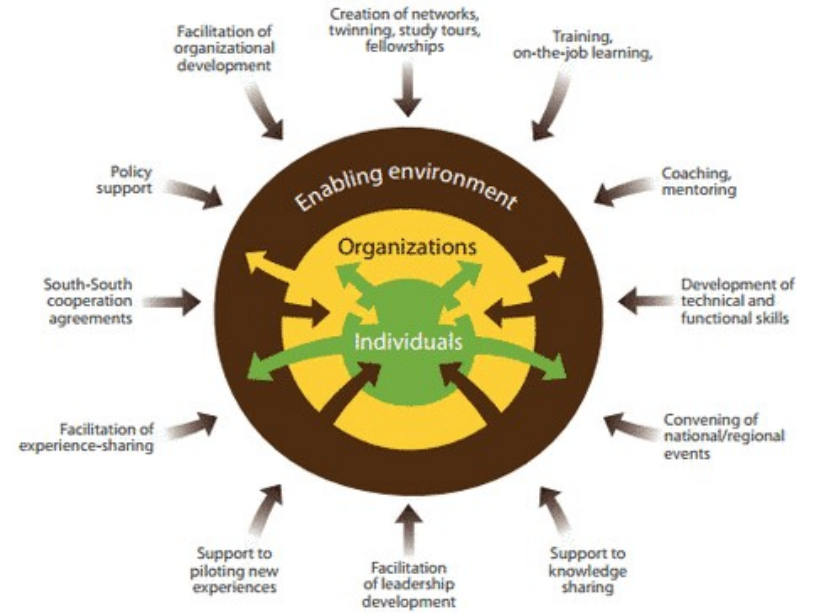 Facilitation of
organizational
development
Creation of networks,
twinning, study tours,
fellowships
Training,
on-the-job learning,
Policy
support
Enabling environment
Coaching,
mentoring
Organizations
South-South
cooperation
agreements
Development of
technical and
functional skills
Individuals
Facilitation of
experience-sharing
Convening of
national/regional
events
Support to
piloting new
experiences
Facilitation
of leadership
development
Support to
knowledge
sharing